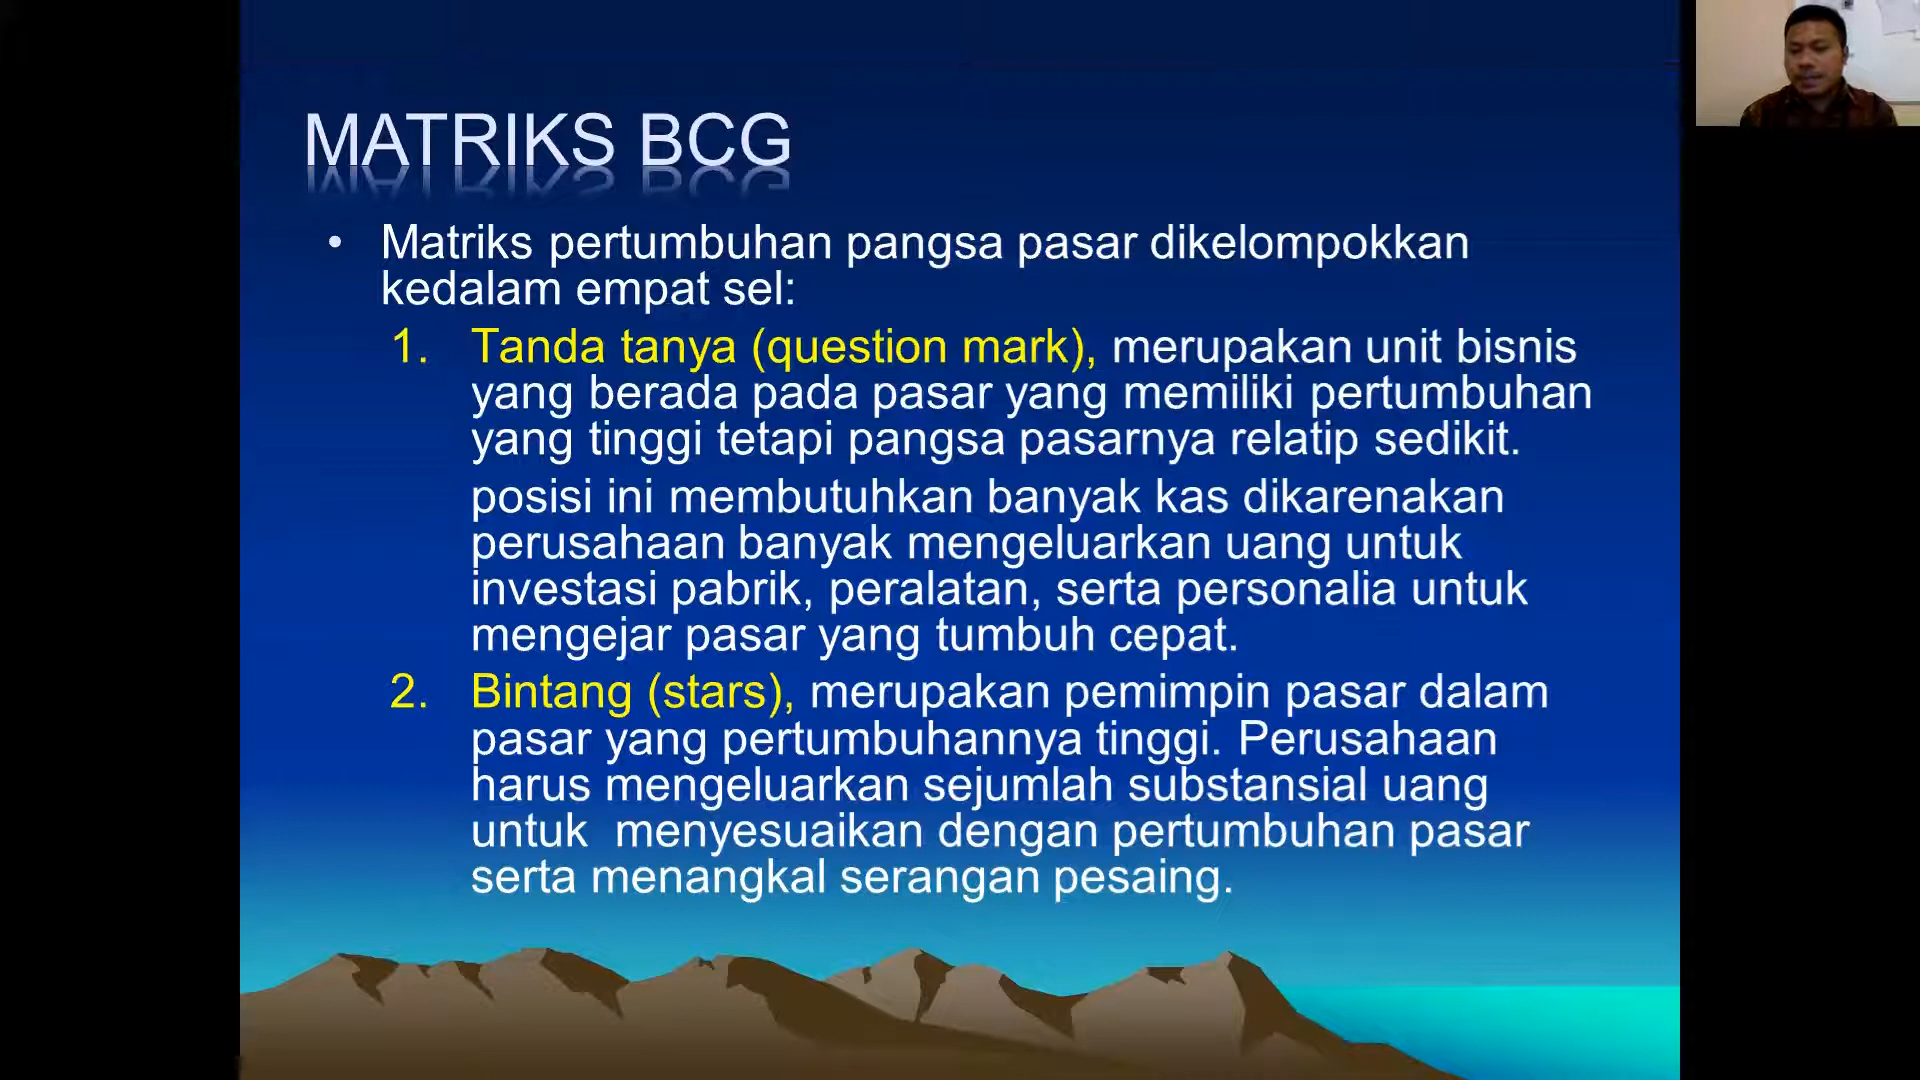 MATRIKS BCG
• Matriks pertumbuhan pangsa pasar dikelompokkan
kedalam empat sel:
1. Tanda tanya (question mark), merupakan unit bisnis
yang berada pada pasar yang memiliki pertumbuhan
yang tinggi tetapi pangsa pasarnya relatip sedikit.
posisi ini membutuhkan banyak kas dikarenakan
perusahaan banyak mengeluarkan uang untuk
investasi pabrik, peralatan, serta personalia untuk
mengejar pasar yang tumbuh cepat.
2. Bintang (stars), merupakan pemimpin pasar dalam
pasar yang pertumbuhannya tinggi. Perusahaan
harus mengeluarkan sejumlah substansial uang
untuk  menyesuaikan dengan pertumbuhan pasar
serta menangkal serangan pesaing.